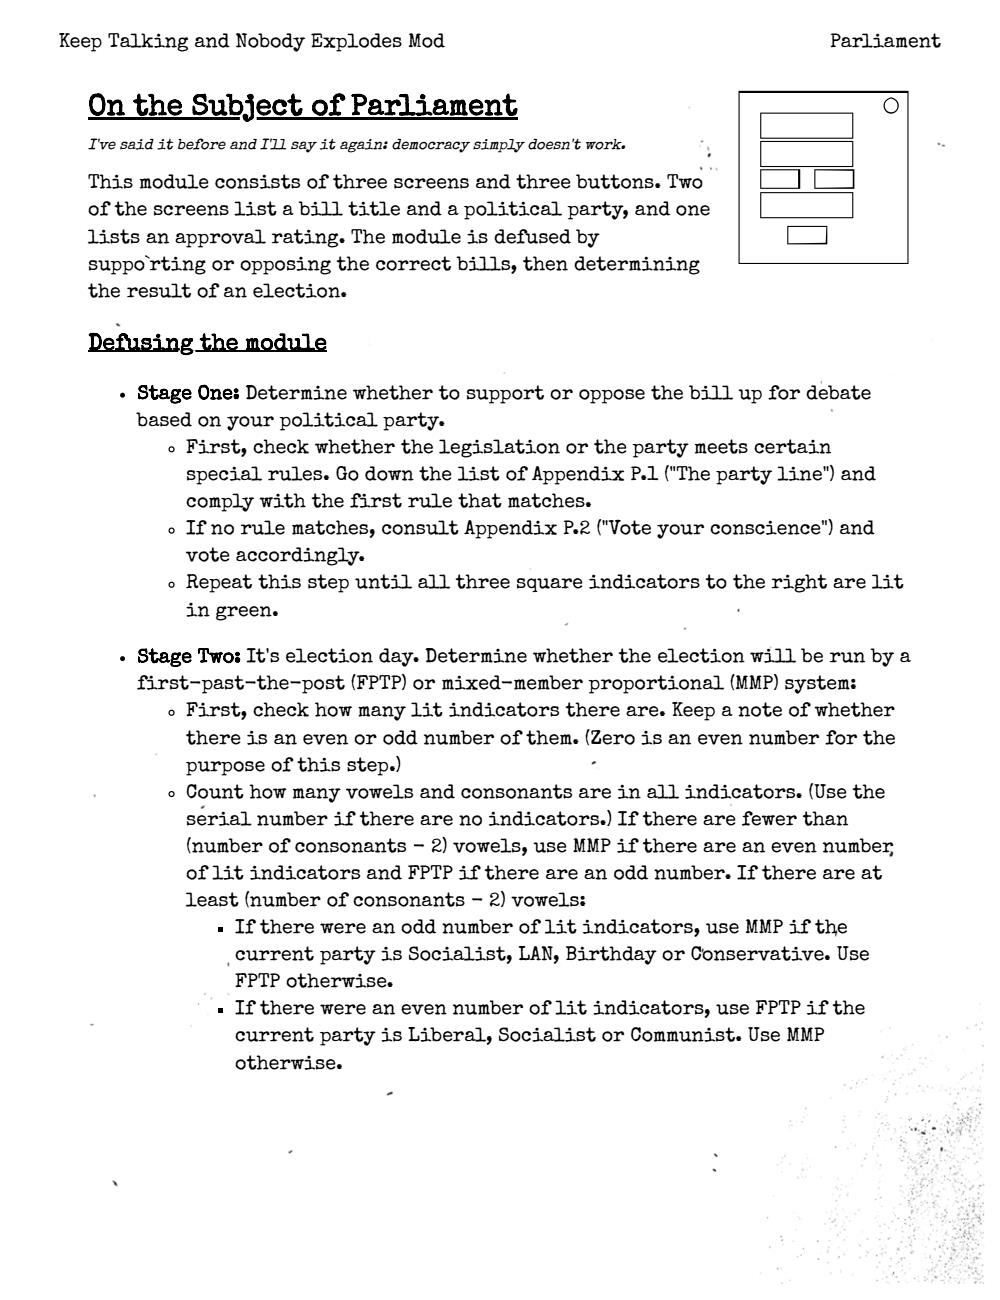 Keep Talking and Nobody Explodes Mod
Parliament
On the Subject of Parliament
I've said it before and I'll say it again: democracy simply doesn't work.
This module consists of three screens and three buttons. Two
of the screens list a bill title and a political party, and one
lists an approval rating. The module is defused by
supporting or opposing the correct bills, then determining
the result of an election.
Defusing the module
• Stage One: Determine whether to support or oppose the bill up for debate
based on your political party.
◦ First, check whether the legislation or the party meets certain
special rules. Go down the list of Appendix P.1 ("The party line") and
comply with the first rule that matches.
◦ If no rule matches, consult Appendix P.2 ("Vote your conscience") and
vote accordingly.
◦ Repeat this step until all three square indicators to the right are lit
in green.
• Stage Two: It's election day. Determine whether the election will be run by a
first-past-the-post (FPTP) or mixed-member proportional (MMP) system:
◦ First, check how many lit indicators there are. Keep a note of whether
there is an even or odd number of them. (Zero is an even number for the
purpose of this step.)
◦ Count how many vowels and consonants are in all indicators. (Use the
serial number if there are no indicators.) If there are fewer than
(number of consonants - 2) vowels, use MMP if there are an even number
of lit indicators and FPTP if there are an odd number. If there are at
least (number of consonants - 2) vowels:
▪ If there were an odd number of lit indicators, use MMP if the
current party is Socialist, LAN, Birthday or Conservative. Use
FPTP otherwise.
▪ If there were an even number of lit indicators, use FPTP if the
current party is Liberal, Socialist or Communist. Use MMP
otherwise.